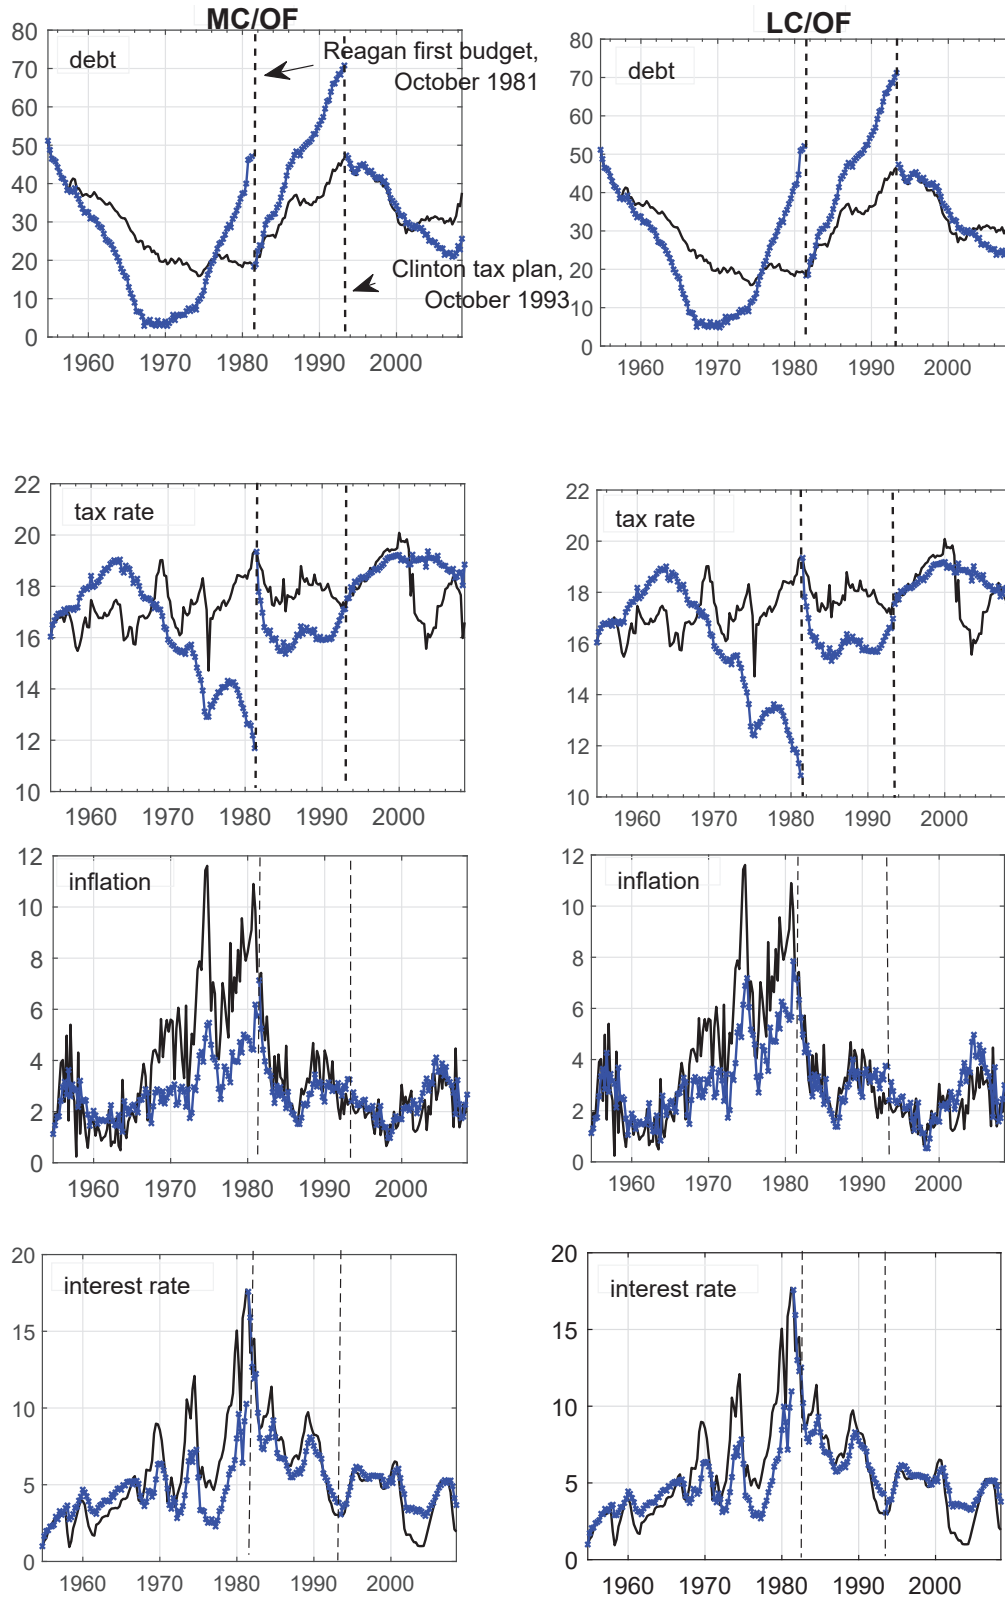 MC/OF
LC/OF
80
70
60
50
40
30
20
10
0
debt
Reagan first budget,
October 1981
Clinton tax plan,
October 1993
1960 1970 1980 1990 2000
80
70
60
50
40
30
20
10
0
debt
1960 1970 1980 1990 2000
22
20
18
16
14
12
10
tax rate
1960 1970 1980 1990 2000
22
20
18
16
14
12
10
tax rate
1960 1970 1980 1990 2000
12
10
8
6
4
2
0
inflation
1960 1970 1980 1990 2000
12
10
8
6
4
2
0
inflation
1960 1970 1980 1990 2000
20
15
10
5
0
interest rate
1960 1970 1980 1990 2000
20
15
10
5
0
interest rate
1960 1970 1980 1990 2000